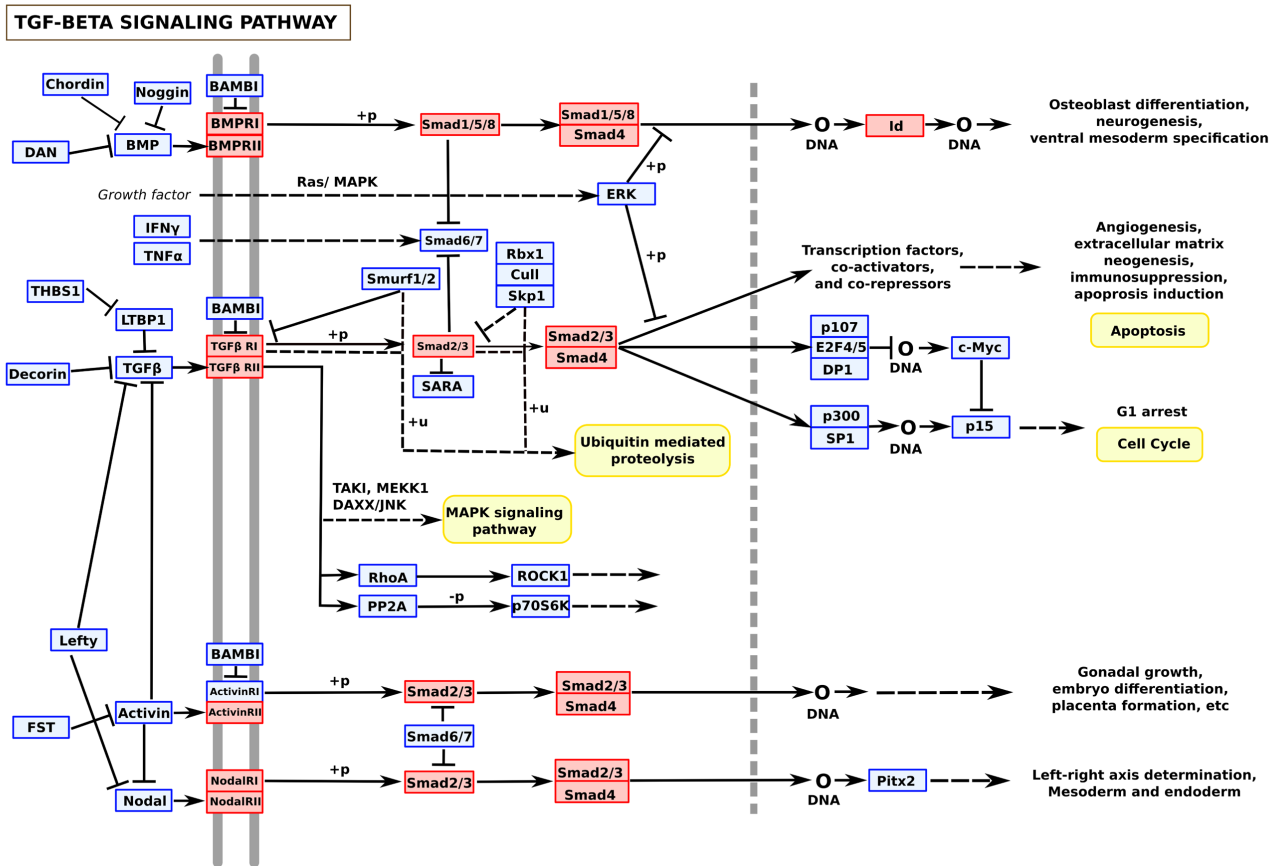 TGF-BETA SIGNALING PATHWAY
Chordin
Noggin
BAMBI
DAN
BMP
BMPRI
BMPRII
+p
Smad1/5/8
Smad1/5/8
Smad4
O
DNA
Id
O
DNA
Osteoblast differentiation,
neurogenesis,
ventral mesoderm specification
Growth factor
Ras/ MAPK
ERK
+p
+p
IFNγ
TNFα
Smad6/7
Rbx1
Cull
Skp1
Smurf1/2
Transcription factors,
co-activators,
and co-repressors
Angiogenesis,
extracellular matrix
neogenesis,
immunosuppression,
apoprosis induction
Apoptosis
THBS1
LTBP1
BAMBI
Decorin
TGFβ
TGFβ RI
TGFβ RII
+p
Smad2/3
SARA
Smad2/3
Smad4
p107
E2F4/5
DP1
O
DNA
c-Myc
p300
SP1
O
DNA
p15
G1 arrest
Cell Cycle
+u
+u
Ubiquitin mediated
proteolysis
TAKI, MEKK1
DAXX/JNK
MAPK signaling
pathway
RhoA
ROCK1
PP2A
-p
p70S6K
Lefty
BAMBI
FST
Activin
ActivinRI
ActivinRII
+p
Smad2/3
Smad2/3
Smad4
O
DNA
Gonadal growth,
embryo differentiation,
placenta formation, etc
Smad6/7
Nodal
NodalRI
NodalRII
+p
Smad2/3
Smad2/3
Smad4
O
DNA
Pitx2
Left-right axis determination,
Mesoderm and endoderm